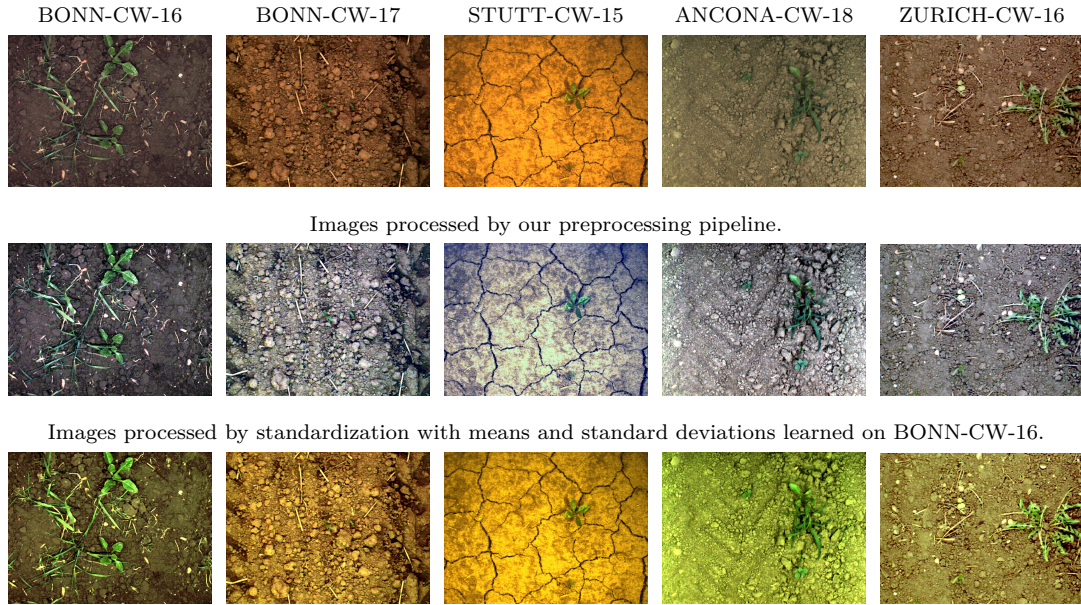 BONN-CW-16 BONN-CW-17 STUTT-CW-15 ANCONA-CW-18 ZURICH-CW-16
Images processed by our preprocessing pipeline.
Images processed by standardization with means and standard deviations learned on BONN-CW-16.